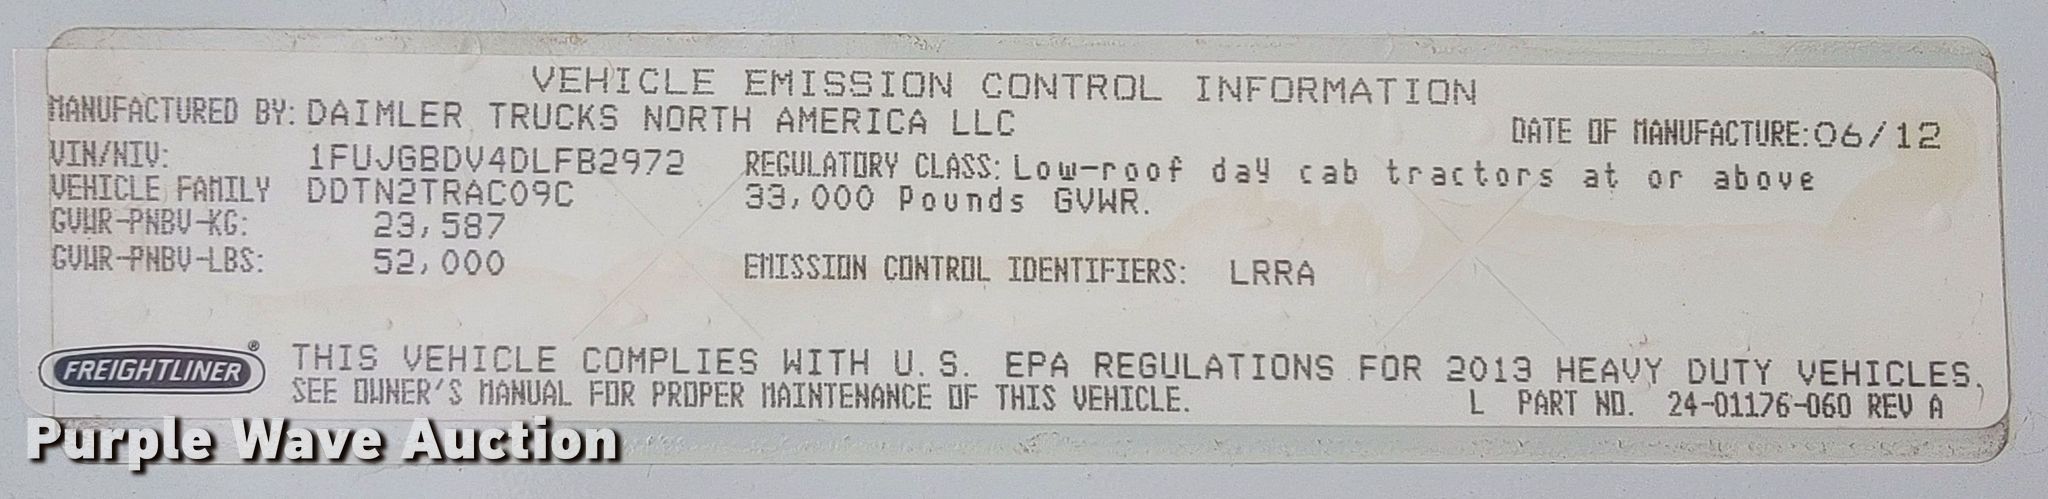 VEHICLE EMISSION CONTROL INFORMATION
MANUFACTURED BY: DAIMLER TRUCKS NORTH AMERICA LLC
DATE OF MANUFACTURE: 06/12
VIN/NIV: 1FUJGBDV4DLFB2972
REGULATORY CLASS: Low-roof day cab tractors at or above
VEHICLE FAMILY DDTN2TRAC09C
33,000 Pounds GVWR.
GVWR-PNBV-KG: 23,587
GVWR-PNBV-LBS: 52,000
EMISSION CONTROL IDENTIFIERS: LRRA
FREIGHTLINER®
THIS VEHICLE COMPLIES WITH U.S. EPA REGULATIONS FOR 2013 HEAVY DUTY VEHICLES.
SEE OWNER'S MANUAL FOR PROPER MAINTENANCE OF THIS VEHICLE.
L PART NO. 24-01176-060 REV A
Purple Wave Auction